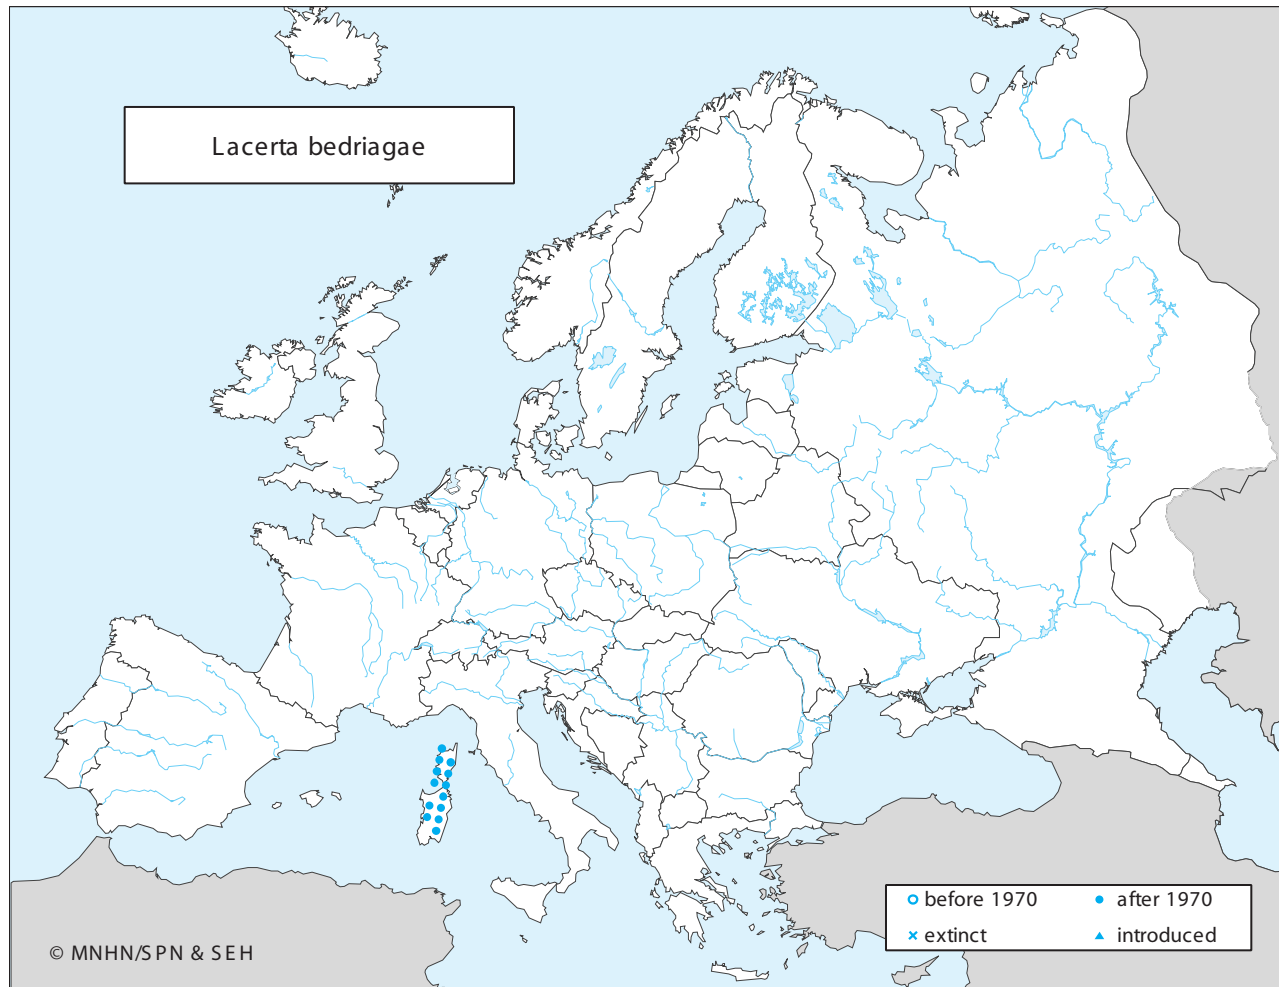 Lacerta bedriagae
before 1970
after 1970
extinct
introduced
© MNHN/SPN & SEH